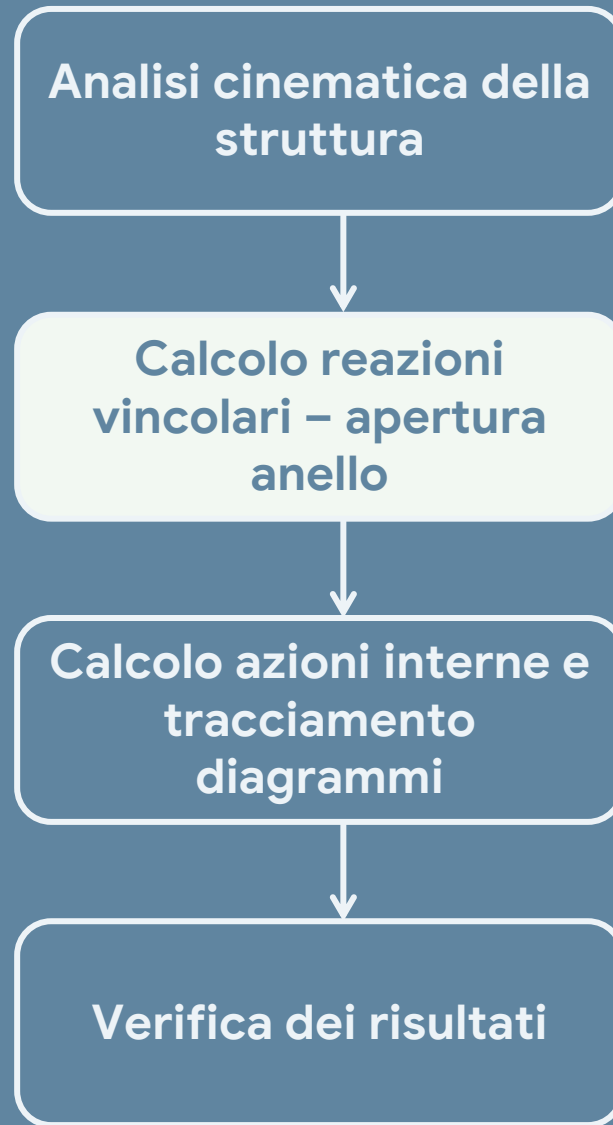 Analisi cinematica della
struttura
Calcolo reazioni
vincolari – apertura
anello
Calcolo azioni interne e
tracciamento
diagrammi
Verifica dei risultati